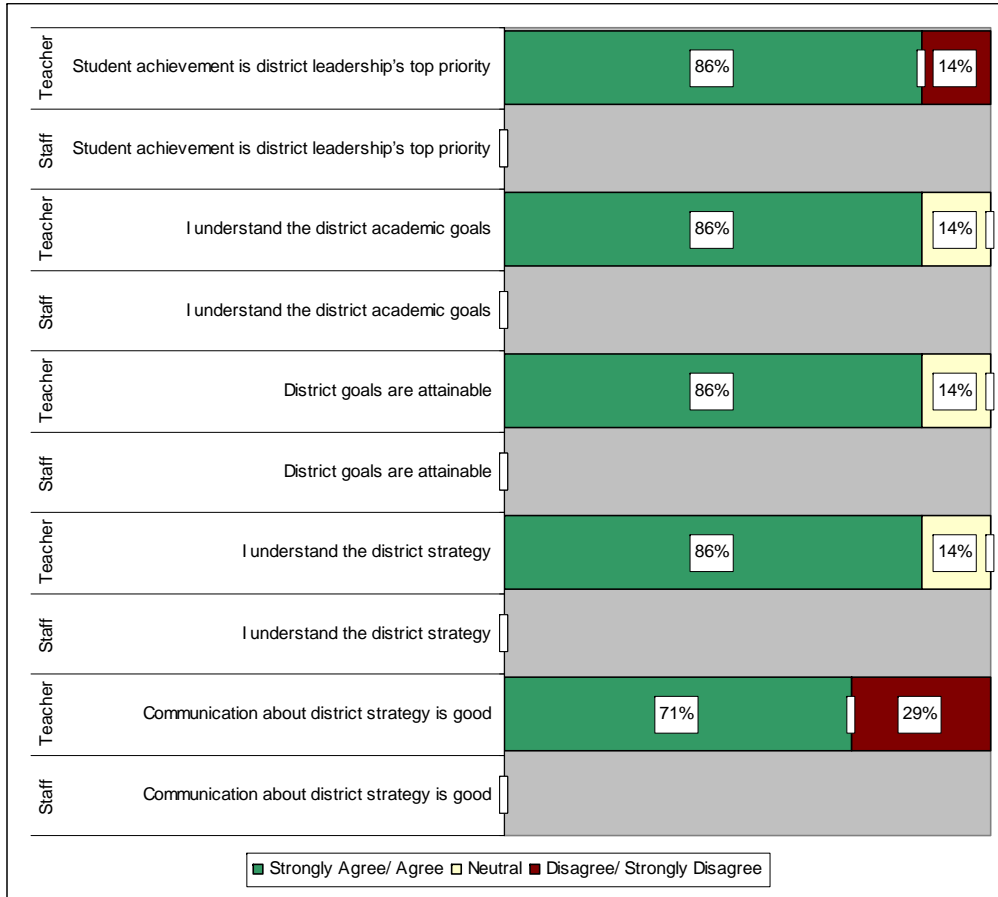 Teacher Student achievement is district leadership's top priority 86% 14%
Staff Student achievement is district leadership's top priority
Teacher I understand the district academic goals 86% 14%
Staff I understand the district academic goals
Teacher District goals are attainable 86% 14%
Staff District goals are attainable
Teacher I understand the district strategy 86% 14%
Staff I understand the district strategy
Teacher Communication about district strategy is good 71% 29%
Staff Communication about district strategy is good
Strongly Agree/ Agree Neutral Disagree/ Strongly Disagree